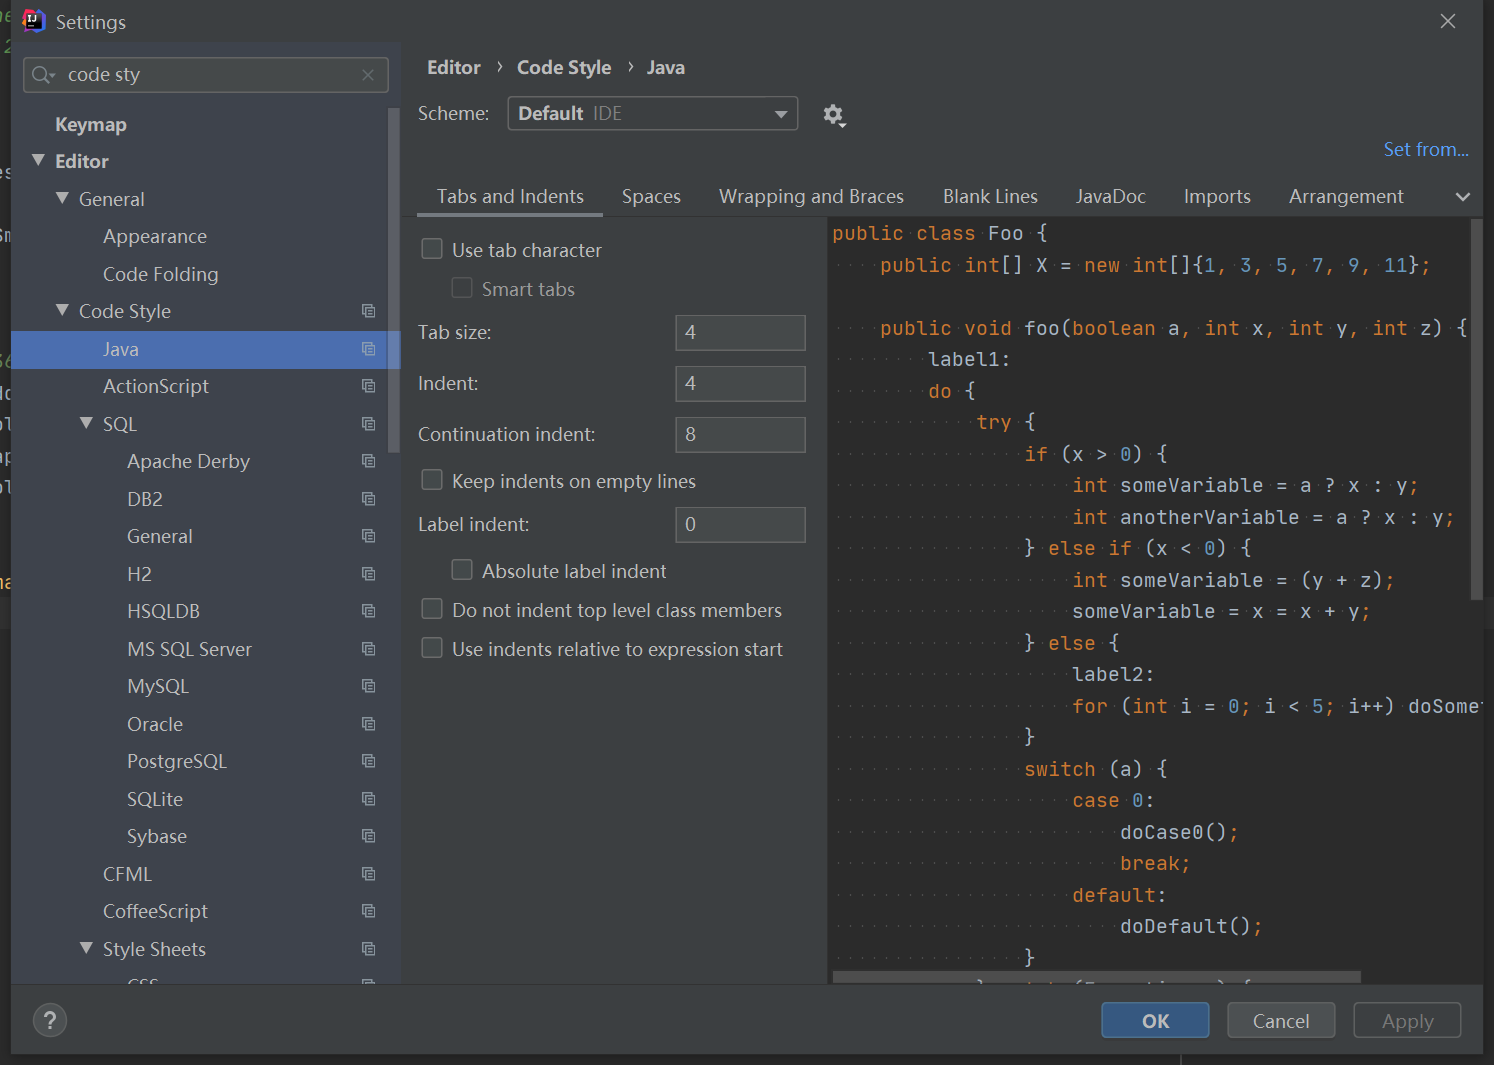 Settings
code sty
Keymap
Editor
General
Appearance
Code Folding
Code Style
Java
ActionScript
SQL
Apache Derby
DB2
General
H2
HSQLDB
MS SQL Server
MySQL
Oracle
PostgreSQL
SQLite
Sybase
CFML
CoffeeScript
Style Sheets
CSS
Editor › Code Style › Java
Scheme: Default IDE
Set from...
Tabs and Indents Spaces Wrapping and Braces Blank Lines JavaDoc Imports Arrangement
Use tab character
Smart tabs
Tab size: 4
Indent: 4
Continuation indent: 8
Keep indents on empty lines
Label indent: 0
Absolute label indent
Do not indent top level class members
Use indents relative to expression start
public class Foo {
public int[] X = new int[]{1, 3, 5, 7, 9, 11};
public void foo(boolean a, int x, int y, int z) {
label1:
do {
try {
if (x > 0) {
int someVariable = a ? x : y;
int anotherVariable = a ? x : y;
} else if (x < 0) {
int someVariable = (y + z);
someVariable = x = x + y;
} else {
label2:
for (int i = 0; i < 5; i++) doSome
}
switch (a) {
case 0:
doCase0();
break;
default:
doDefault();
}
?
OK Cancel Apply